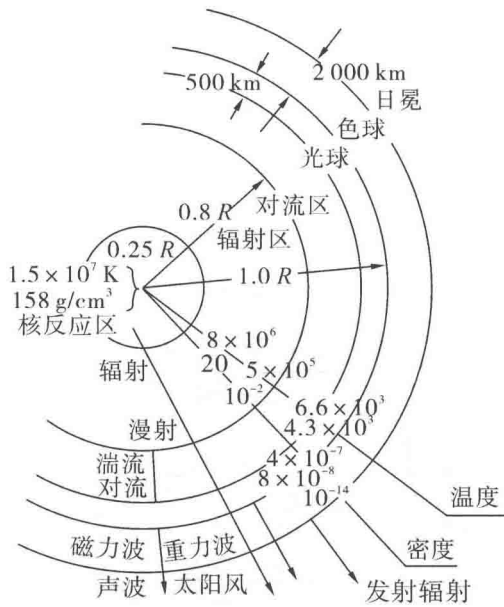 2 000 km
500 km
日冕
色球
光球
0.8 R
对流区
辐射区
0.25 R
1.0 R
1.5×10⁷ K
158 g/cm³
核反应区
8×10⁶
20
5×10⁵
10⁻²
辐射
6.6×10³
4.3×10³
漫射
4×10⁻⁷
8×10⁻⁸
10⁻¹⁴
湍流
对流
温度
磁力波
重力波
密度
声波
太阳风
发射辐射